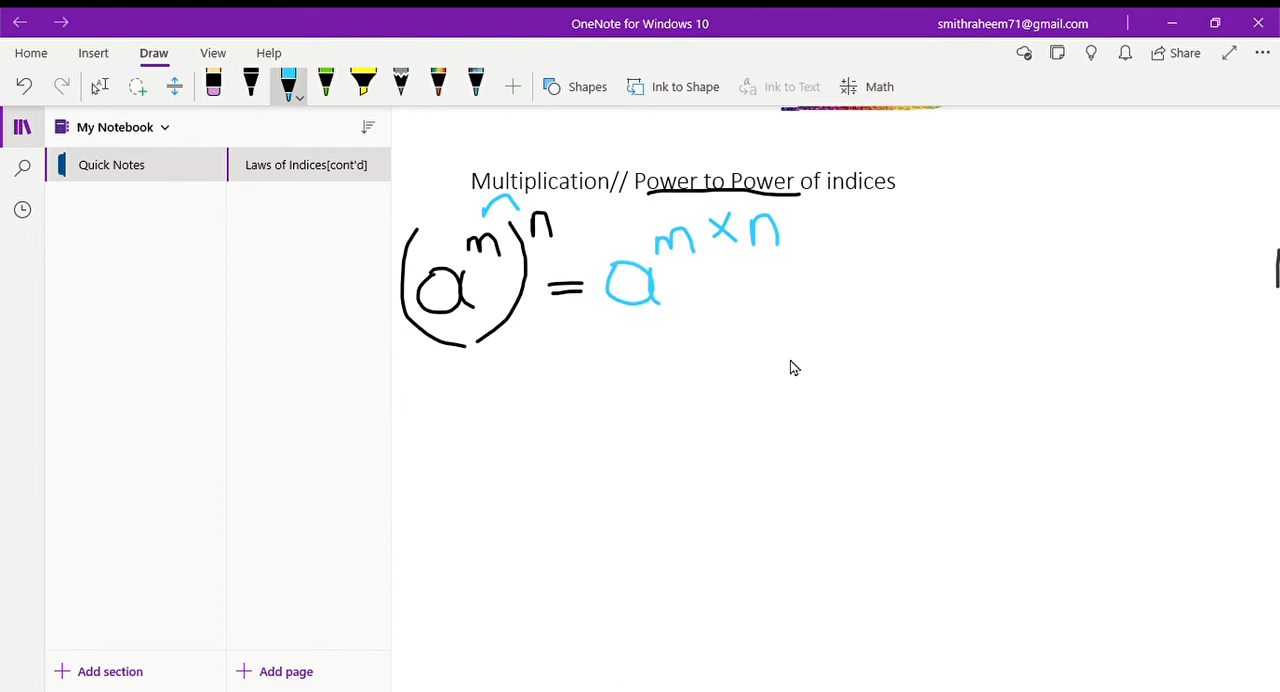 OneNote for Windows 10
smithraheem71@gmail.com
Home Insert Draw View Help
Share
Shapes Ink to Shape Ink to Text Math
My Notebook
Quick Notes
Laws of Indices[cont'd]
Multiplication// Power to Power of indices
(a^m)^n = a^{m × n}
Add section
Add page